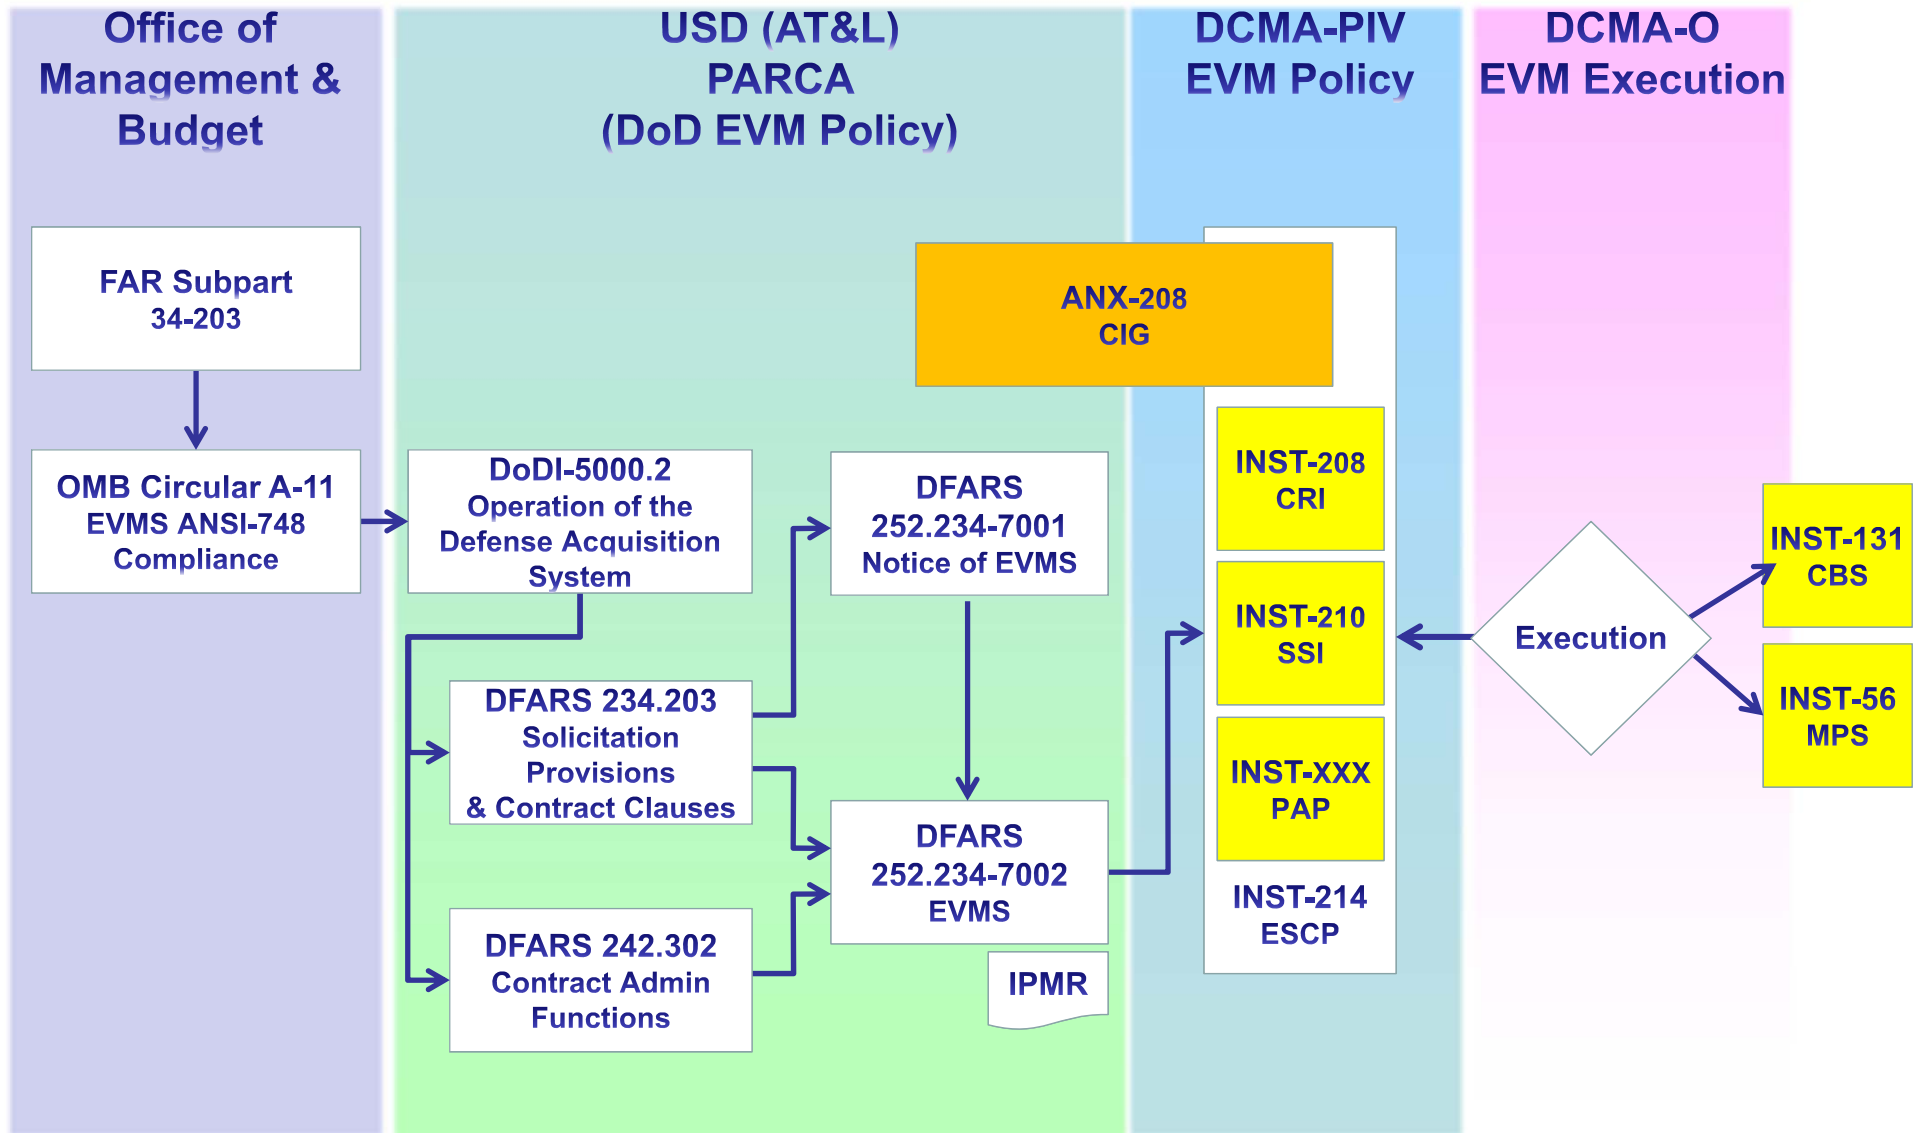 Office of
Management &
Budget
USD (AT&L)
PARCA
(DoD EVM Policy)
DCMA-PIV
EVM Policy
DCMA-O
EVM Execution
FAR Subpart
34-203
OMB Circular A-11
EVMS ANSI-748
Compliance
DoDI-5000.2
Operation of the
Defense Acquisition
System
DFARS 234.203
Solicitation
Provisions
& Contract Clauses
DFARS 242.302
Contract Admin
Functions
DFARS
252.234-7001
Notice of EVMS
DFARS
252.234-7002
EVMS
IPMR
ANX-208
CIG
INST-208
CRI
INST-210
SSI
INST-XXX
PAP
INST-214
ESCP
Execution
INST-131
CBS
INST-56
MPS